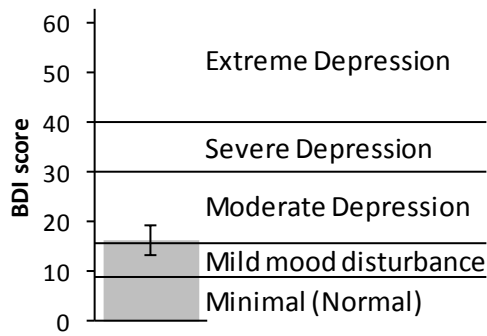 BDI score
60
50
40
30
20
10
0
Extreme Depression
Severe Depression
Moderate Depression
Mild mood disturbance
Minimal (Normal)